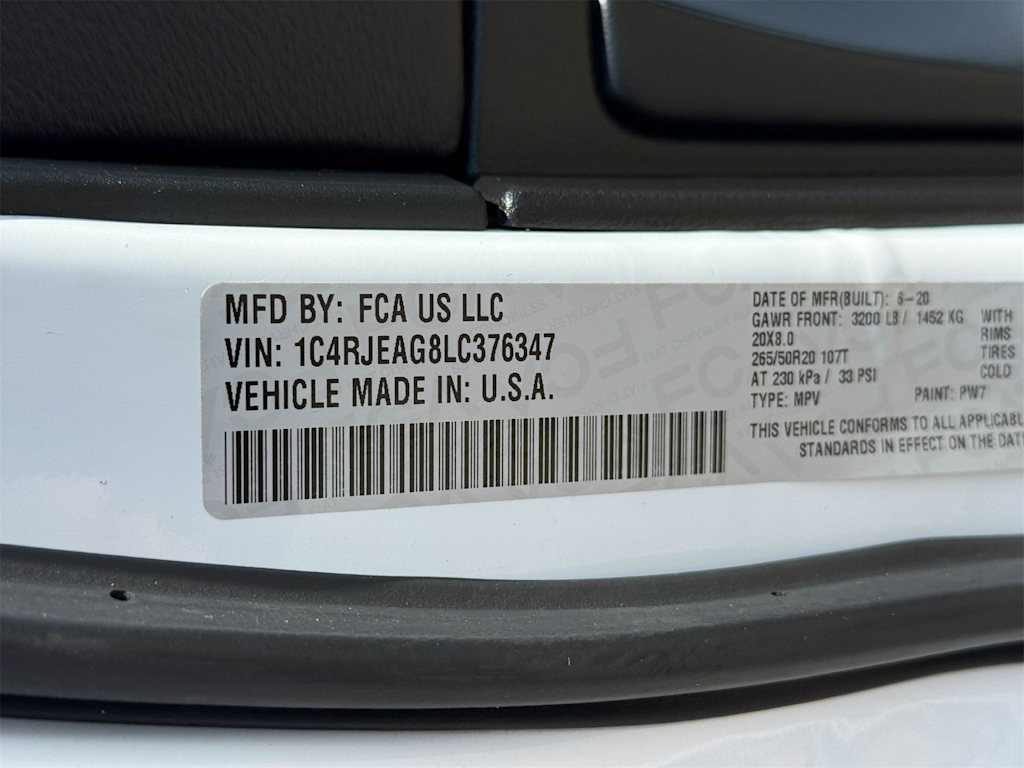 MFD BY: FCA US LLC
VIN: 1C4RJEAG8LC376347
VEHICLE MADE IN: U.S.A.
DATE OF MFR(BUILT): 6-20
GAWR FRONT: 3200 LB / 1452 KG WITH
20X8.0 RIMS
265/50R20 107T TIRES
AT 230 kPa / 33 PSI COLD
TYPE: MPV PAINT: PW7
THIS VEHICLE CONFORMS TO ALL APPLICABL
STANDARDS IN EFFECT ON THE DAT